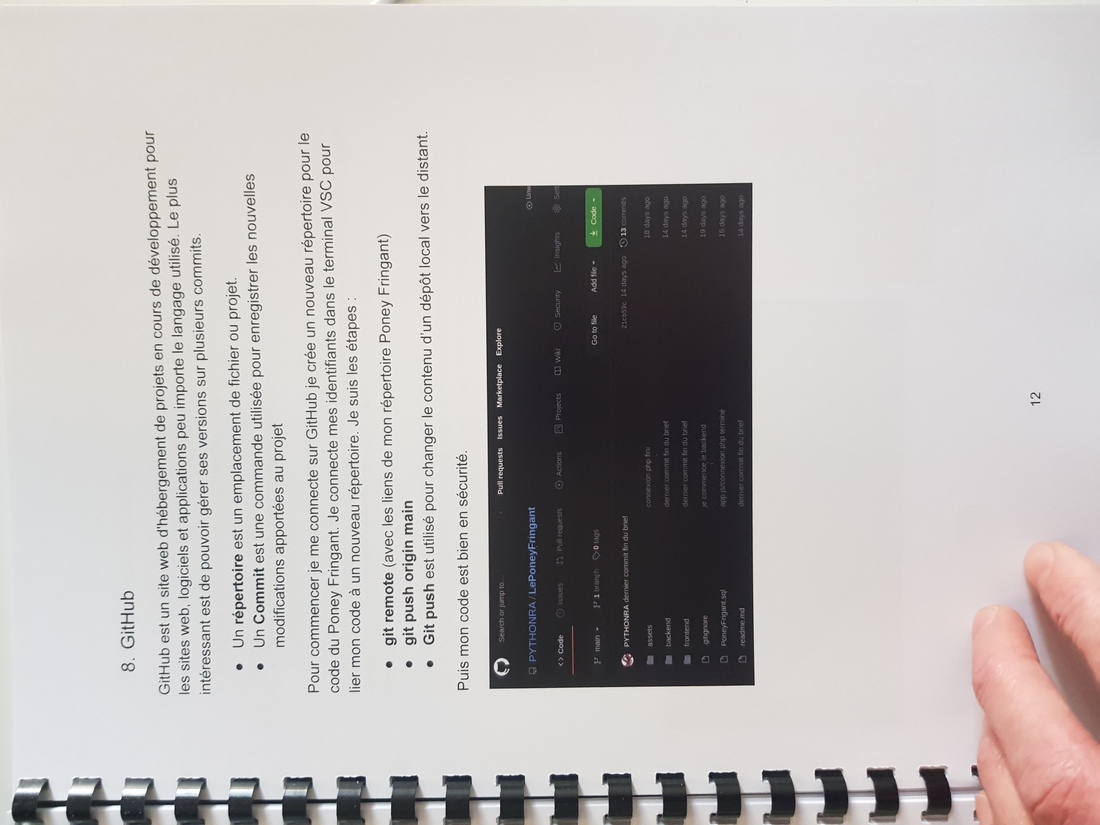 8. GitHub
GitHub est un site web d'hébergement de projets en cours de développement pour
les sites web, logiciels et applications peu importe le langage utilisé. Le plus
intéressant est de pouvoir gérer ses versions sur plusieurs commits.
● Un répertoire est un emplacement de fichier ou projet.
● Un Commit est une commande utilisée pour enregistrer les nouvelles
modifications apportées au projet
Pour commencer je me connecte sur GitHub je crée un nouveau répertoire pour le
code du Poney Fringant. Je connecte mes identifiants dans le terminal VSC pour
lier mon code à un nouveau répertoire. Je suis les étapes :
● git remote (avec les liens de mon répertoire Poney Fringant)
● git push origin main
● Git push est utilisé pour changer le contenu d'un dépôt local vers le distant.
Puis mon code est bien en sécurité.
Search or jump to... / Pull requests Issues Marketplace Explore
PYTHONRA / LePoneyFringant Unw
Code Issues Pull requests Actions Projects Wiki Security Insights Sett
main 1 branch 0 tags Go to file Add file Code
PYTHONRA dernier commit fin du brief 14 days ago 13 commits
assets connexion php fini 18 days ago
backend dernier commit fin du brief 14 days ago
frontend dernier commit fin du brief 14 days ago
.gitignore je commence le backend 19 days ago
PoneyFrigant.sql app.js/connexion.php terminé 16 days ago
readme.md dernier commit fin du brief 14 days ago
12